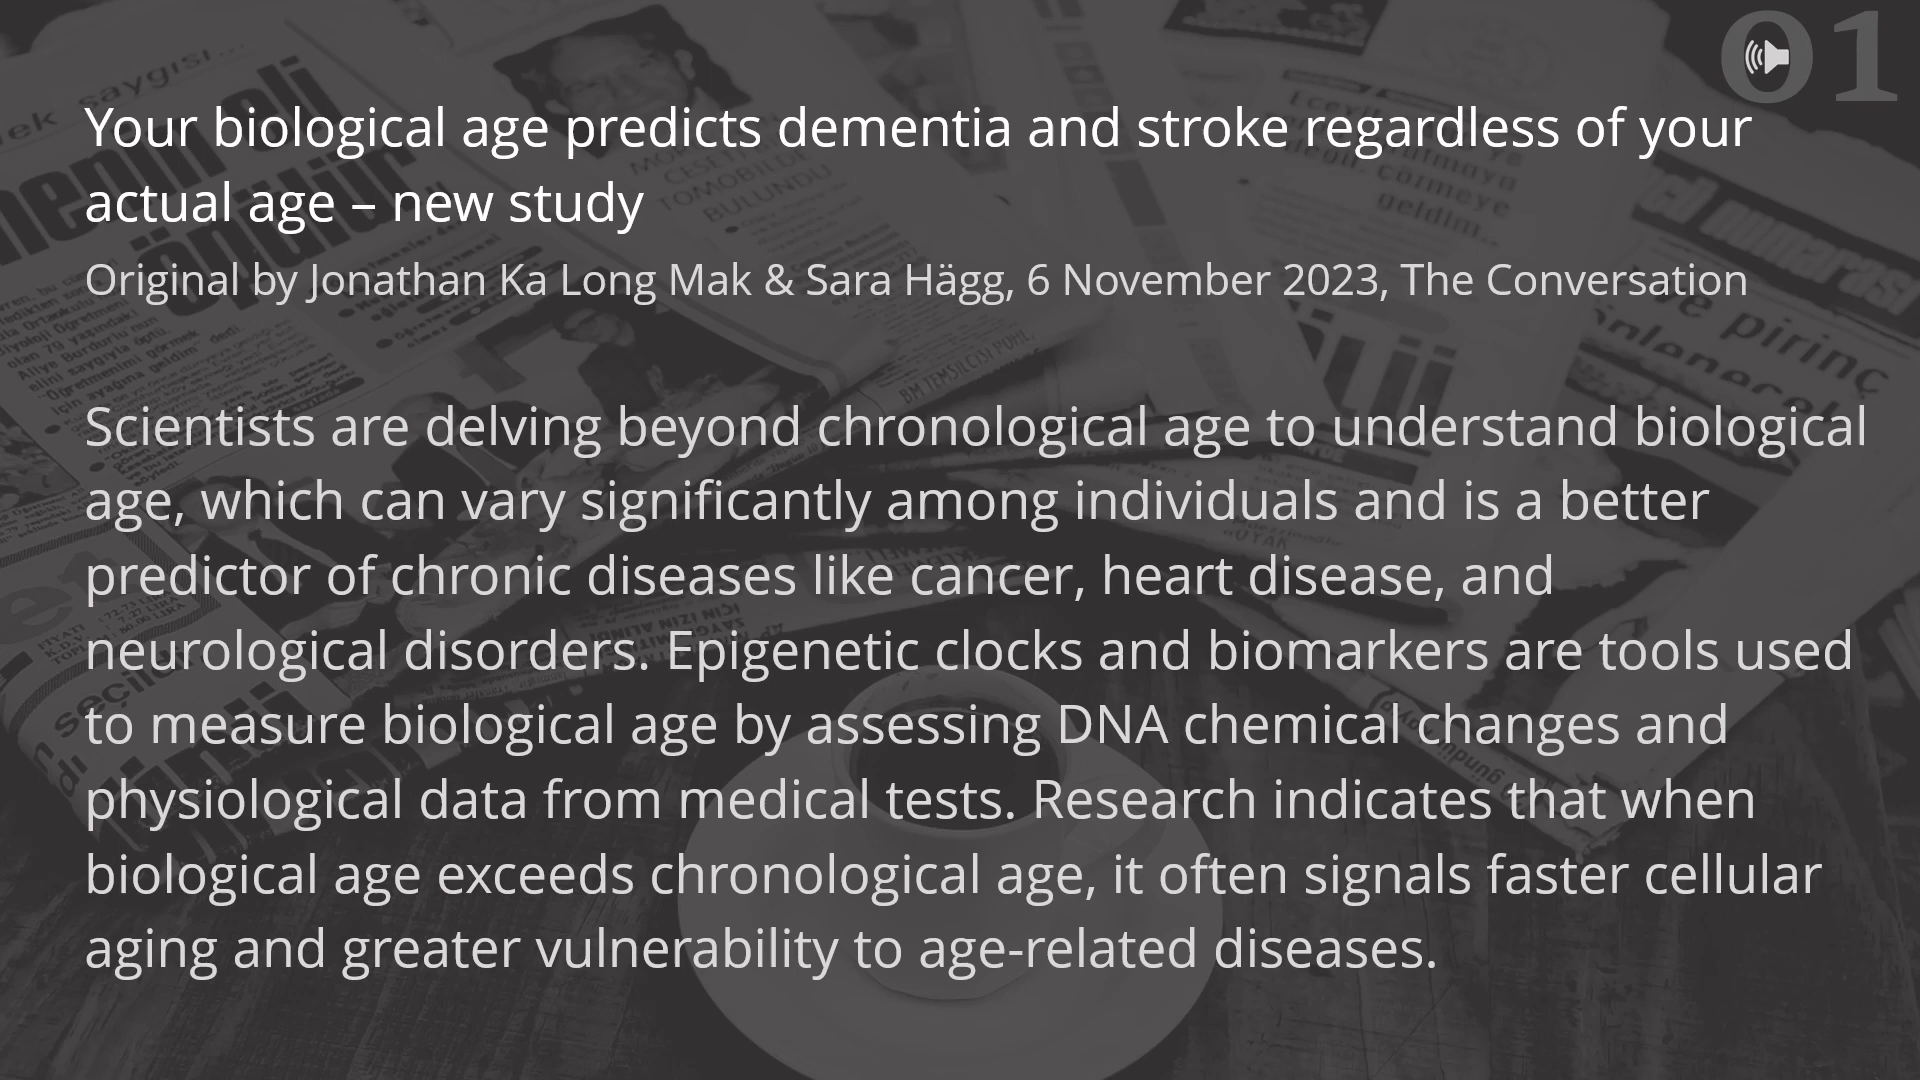 01
Your biological age predicts dementia and stroke regardless of your
actual age – new study
Original by Jonathan Ka Long Mak & Sara Hägg, 6 November 2023, The Conversation
Scientists are delving beyond chronological age to understand biological
age, which can vary significantly among individuals and is a better
predictor of chronic diseases like cancer, heart disease, and
neurological disorders. Epigenetic clocks and biomarkers are tools used
to measure biological age by assessing DNA chemical changes and
physiological data from medical tests. Research indicates that when
biological age exceeds chronological age, it often signals faster cellular
aging and greater vulnerability to age-related diseases.